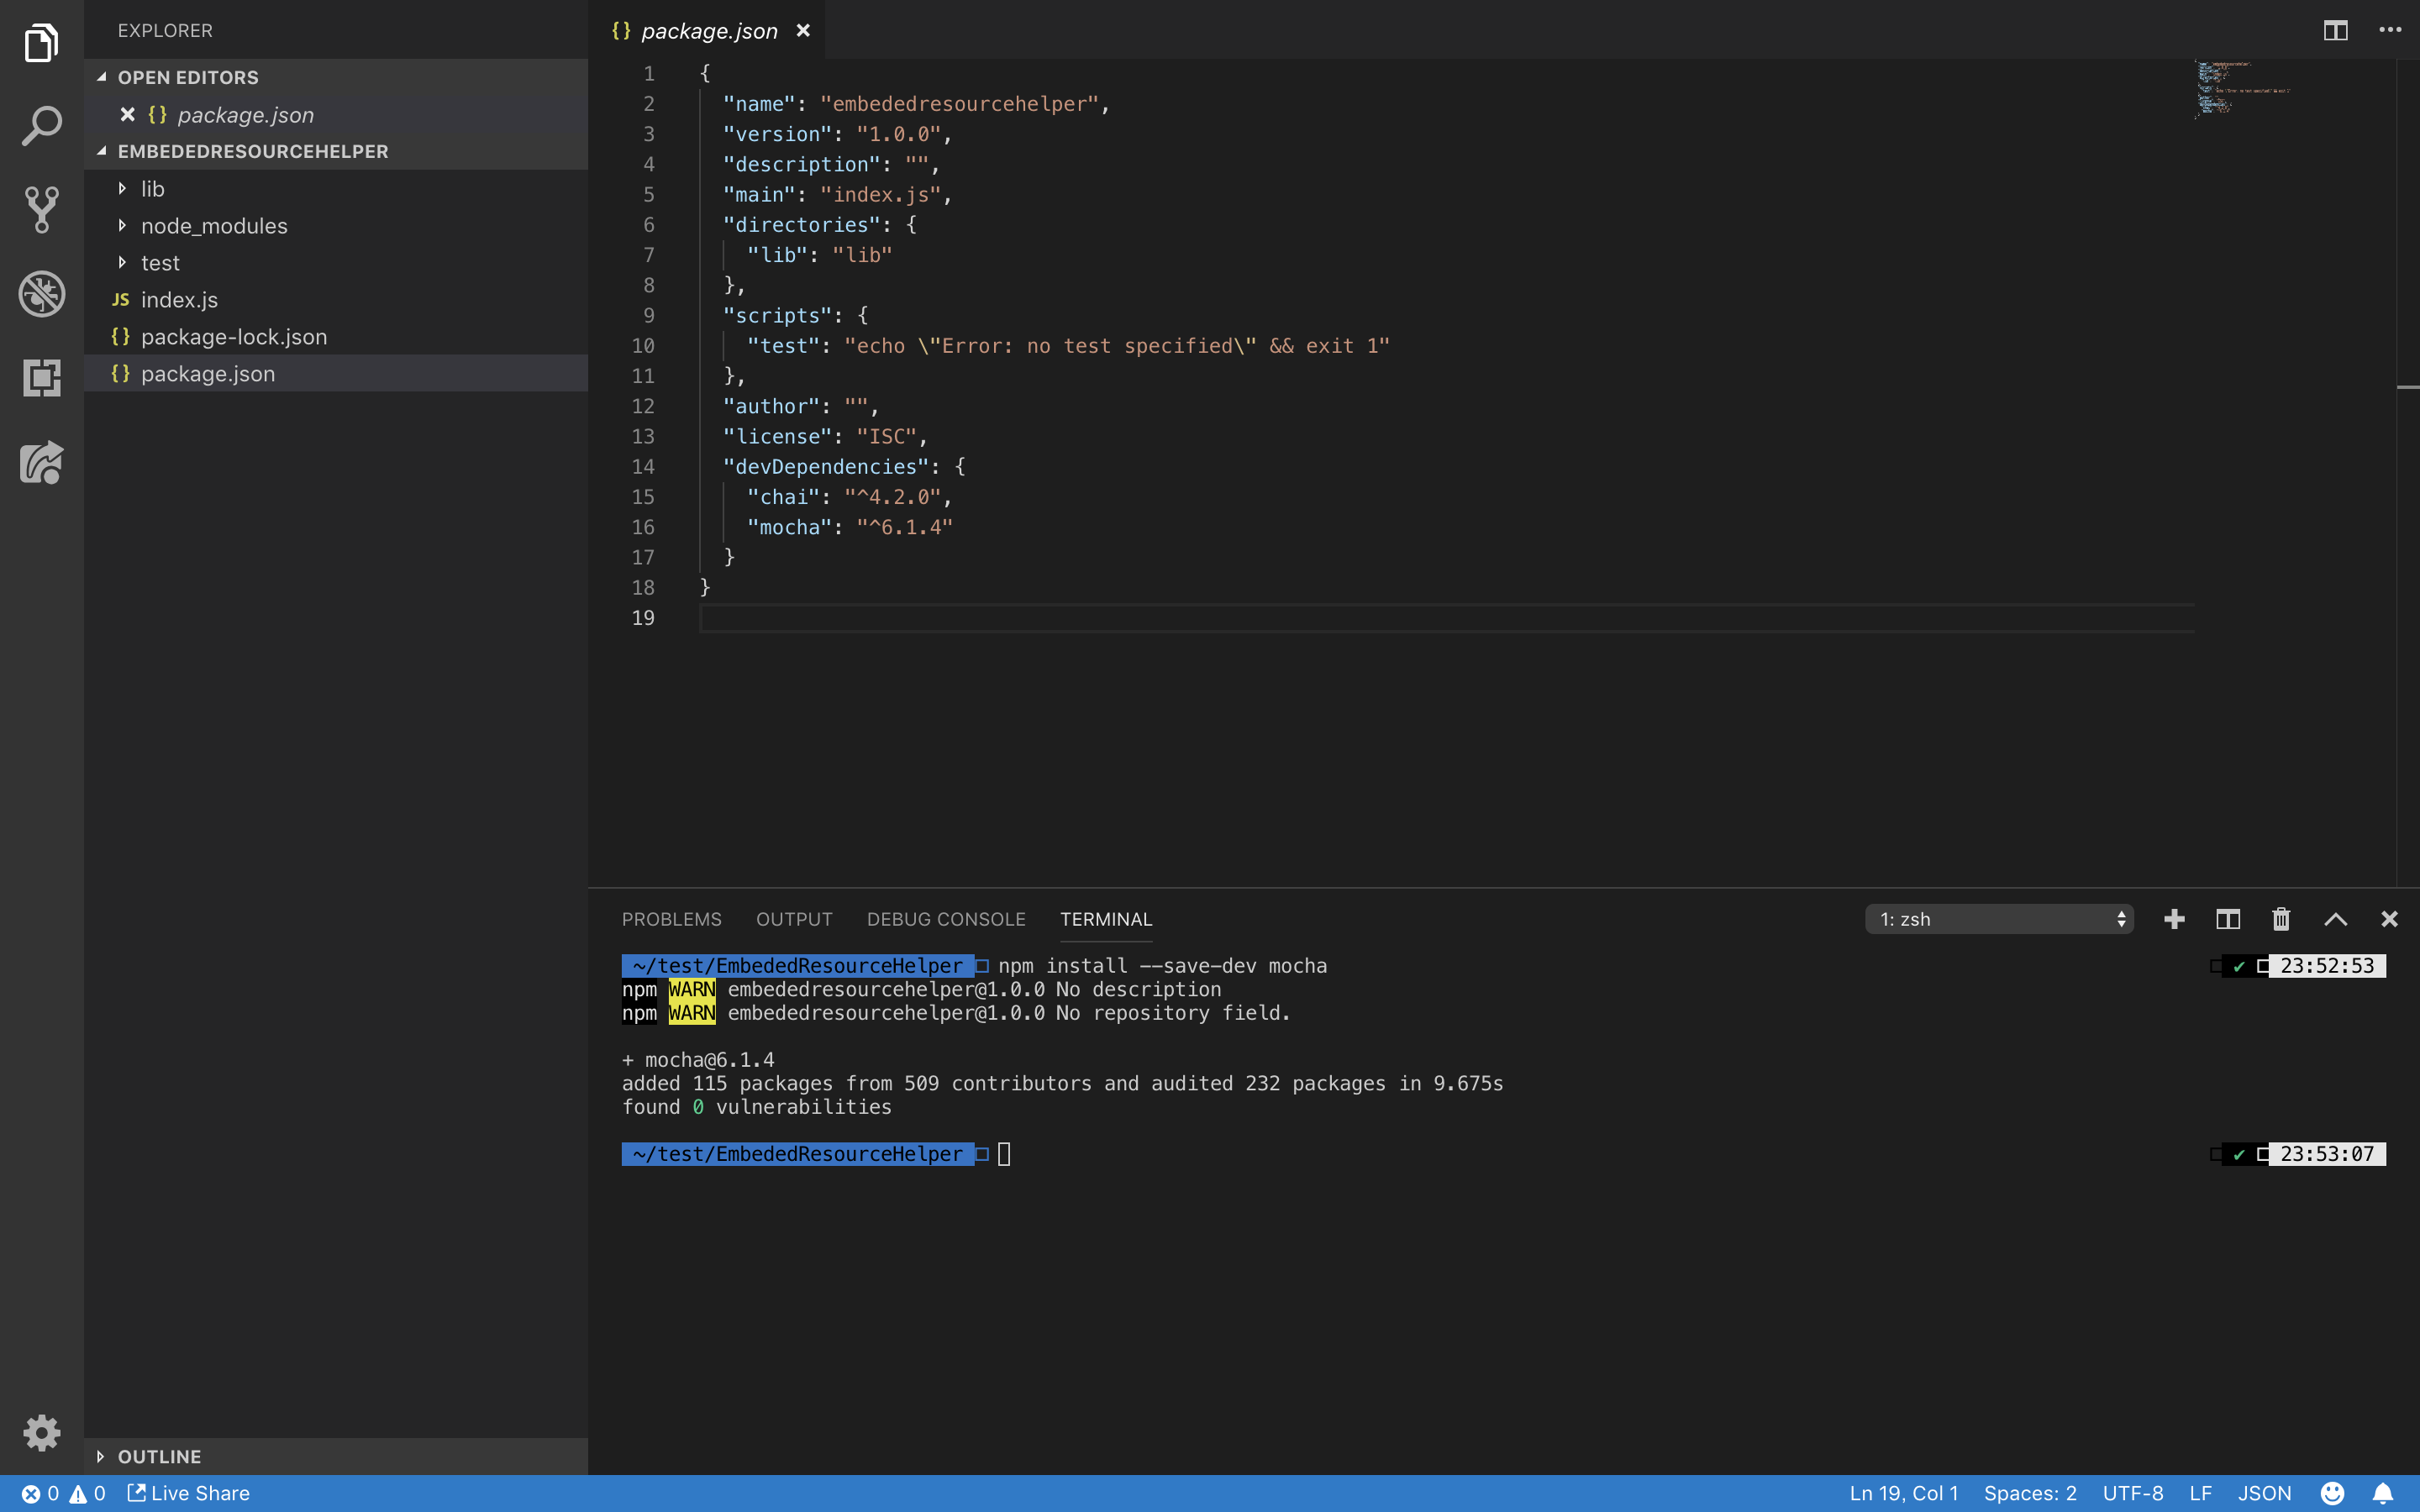 EXPLORER
OPEN EDITORS
{} package.json
EMBEDEDRESOURCEHELPER
lib
node_modules
test
JS index.js
{} package-lock.json
{} package.json
OUTLINE
{} package.json
1 {
2 "name": "embededresourcehelper",
3 "version": "1.0.0",
4 "description": "",
5 "main": "index.js",
6 "directories": {
7 "lib": "lib"
8 },
9 "scripts": {
10 "test": "echo \"Error: no test specified\" && exit 1"
11 },
12 "author": "",
13 "license": "ISC",
14 "devDependencies": {
15 "chai": "^4.2.0",
16 "mocha": "^6.1.4"
17 }
18 }
19
PROBLEMS OUTPUT DEBUG CONSOLE TERMINAL 1: zsh
~/test/EmbededResourceHelper npm install --save-dev mocha ✔ 23:52:53
npm WARN embededresourcehelper@1.0.0 No description
npm WARN embededresourcehelper@1.0.0 No repository field.
+ mocha@6.1.4
added 115 packages from 509 contributors and audited 232 packages in 9.675s
found 0 vulnerabilities
~/test/EmbededResourceHelper ✔ 23:53:07
0 0 Live Share Ln 19, Col 1 Spaces: 2 UTF-8 LF JSON